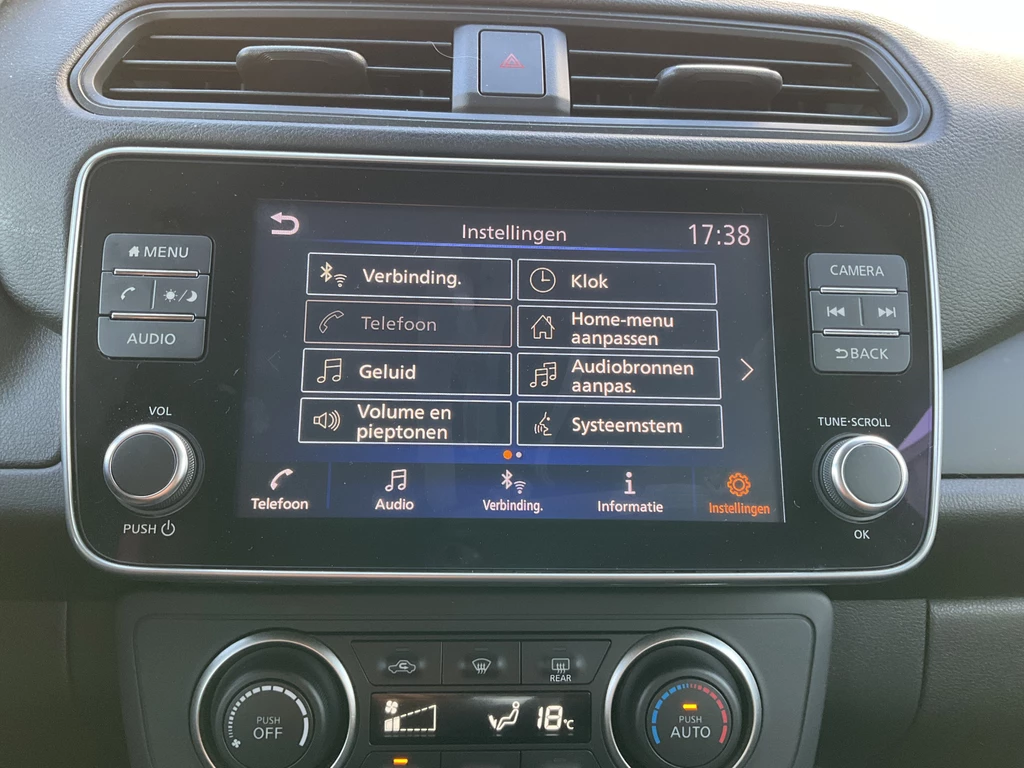 MENU
AUDIO
VOL
PUSH
Instellingen
17:38
Verbinding.
Klok
Telefoon
Home-menu
aanpassen
Geluid
Audiobronnen
aanpas.
Volume en
pieptonen
Systeemstem
Telefoon
Audio
Verbinding.
Informatie
Instellingen
CAMERA
BACK
TUNE·SCROLL
OK
REAR
PUSH
OFF
18°C
PUSH
AUTO